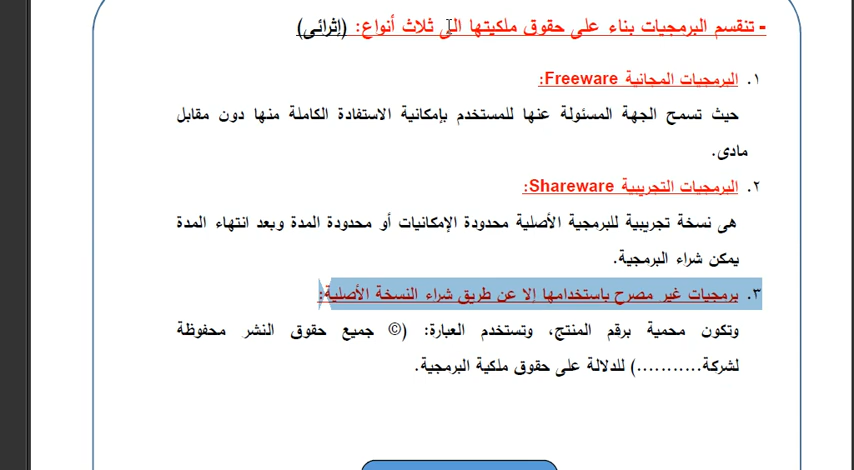 - تنقسم البرمجيات بناء على حقوق ملكيتها الى ثلاث أنواع: (إثرائى)
١. البرمجيات المجانية Freeware:
حيث تسمح الجهة المسئولة عنها للمستخدم بإمكانية الاستفادة الكاملة منها دون مقابل
مادى.
٢. البرمجيات التجريبية Shareware:
هى نسخة تجريبية للبرمجية الأصلية محدودة الإمكانيات أو محدودة المدة وبعد انتهاء المدة
يمكن شراء البرمجية.
٣. برمجيات غير مصرح باستخدامها إلا عن طريق شراء النسخة الأصلية:
وتكون محمية برقم المنتج، وتستخدم العبارة: (© جميع حقوق النشر محفوظة
لشركة...........) للدلالة على حقوق ملكية البرمجية.